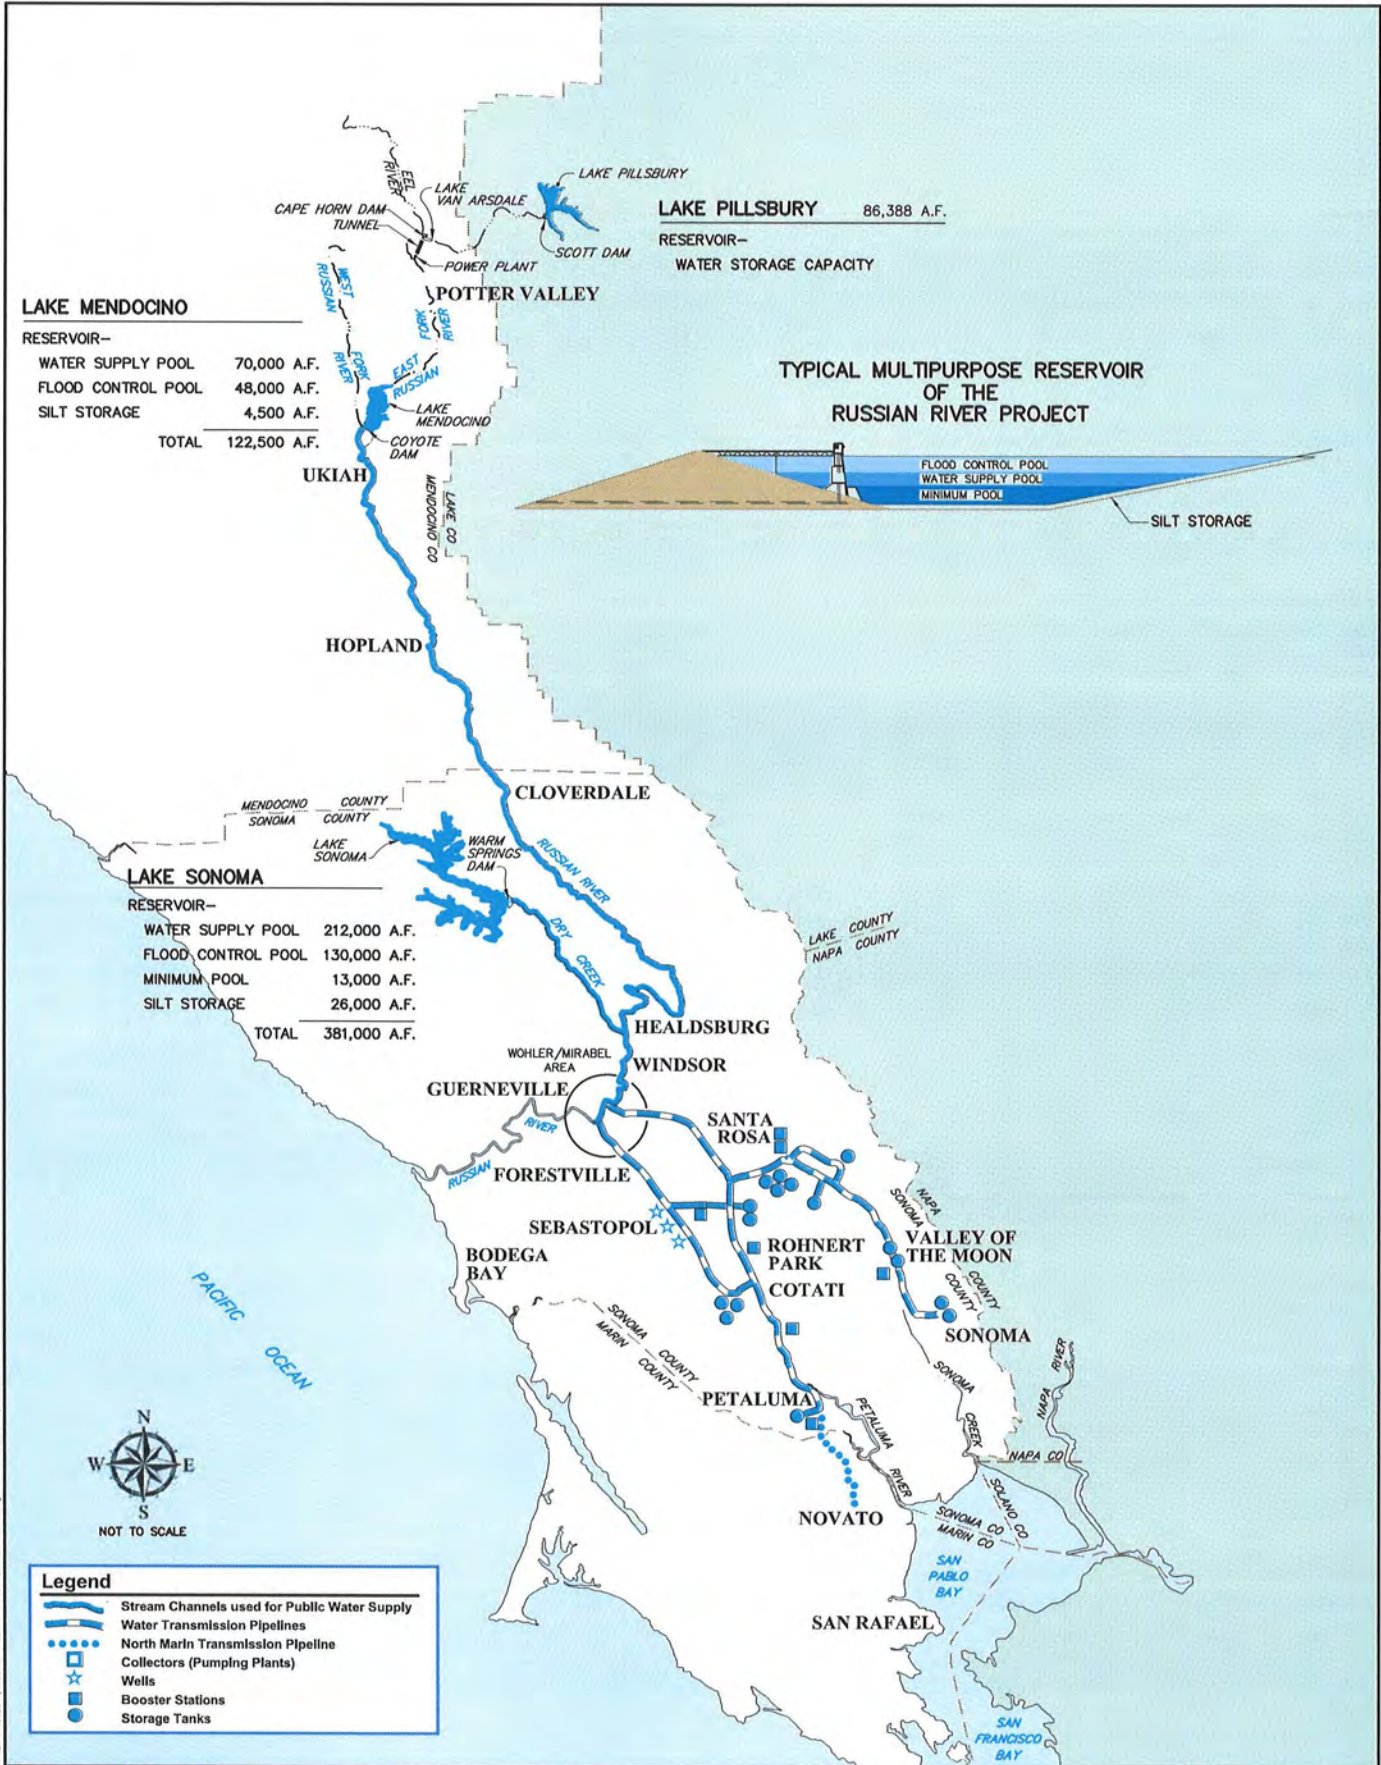 EEL
RIVER
LAKE
VAN ARSDALE
CAPE HORN DAM
TUNNEL
POWER PLANT
LAKE PILLSBURY
SCOTT DAM
LAKE PILLSBURY 86,388 A.F.
RESERVOIR-
WATER STORAGE CAPACITY
POTTER VALLEY
WEST FORK
RUSSIAN RIVER
EAST FORK
RUSSIAN RIVER
LAKE MENDOCINO
RESERVOIR-
WATER SUPPLY POOL 70,000 A.F.
FLOOD CONTROL POOL 48,000 A.F.
SILT STORAGE 4,500 A.F.
TOTAL 122,500 A.F.
LAKE
MENDOCINO
COYOTE
DAM
UKIAH
LAKE CO
MENDOCINO CO
TYPICAL MULTIPURPOSE RESERVOIR
OF THE
RUSSIAN RIVER PROJECT
FLOOD CONTROL POOL
WATER SUPPLY POOL
MINIMUM POOL
SILT STORAGE
HOPLAND
CLOVERDALE
MENDOCINO COUNTY
SONOMA COUNTY
LAKE
SONOMA
WARM
SPRINGS
DAM
RUSSIAN RIVER
DRY CREEK
LAKE SONOMA
RESERVOIR-
WATER SUPPLY POOL 212,000 A.F.
FLOOD CONTROL POOL 130,000 A.F.
MINIMUM POOL 13,000 A.F.
SILT STORAGE 26,000 A.F.
TOTAL 381,000 A.F.
LAKE COUNTY
NAPA COUNTY
HEALDSBURG
WINDSOR
WOHLER/MIRABEL
AREA
GUERNEVILLE
RUSSIAN RIVER
FORESTVILLE
SANTA
ROSA
SEBASTOPOL
BODEGA
BAY
ROHNERT
PARK
COTATI
VALLEY OF
THE MOON
NAPA COUNTY
SONOMA COUNTY
SONOMA
SONOMA COUNTY
MARIN COUNTY
PETALUMA
PETALUMA RIVER
SONOMA CREEK
NAPA RIVER
NAPA CO
SOLANO CO
SONOMA CO
MARIN CO
NOVATO
SAN
PABLO
BAY
SAN RAFAEL
SAN
FRANCISCO
BAY
PACIFIC OCEAN
N
W E
S
NOT TO SCALE
Legend
Stream Channels used for Public Water Supply
Water Transmission Pipelines
North Marin Transmission Pipeline
Collectors (Pumping Plants)
Wells
Booster Stations
Storage Tanks